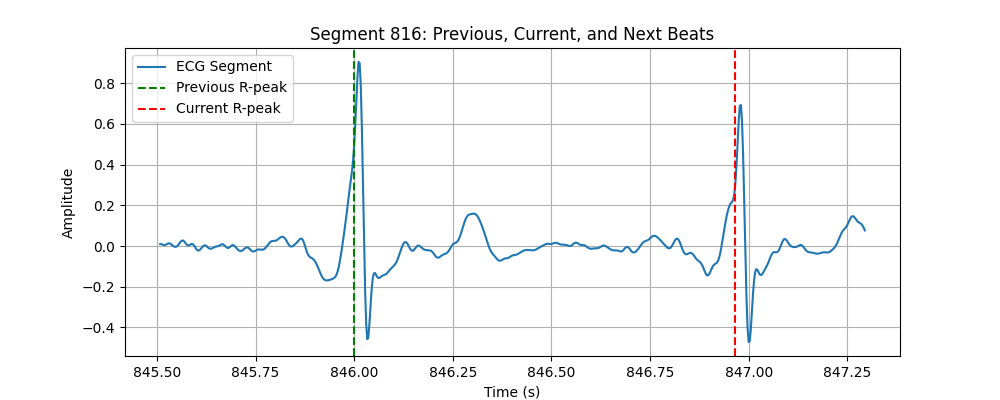 Segment 816: Previous, Current, and Next Beats
ECG Segment
Previous R-peak
Current R-peak
Amplitude
0.8
0.6
0.4
0.2
0.0
−0.2
−0.4
845.50 845.75 846.00 846.25 846.50 846.75 847.00 847.25
Time (s)